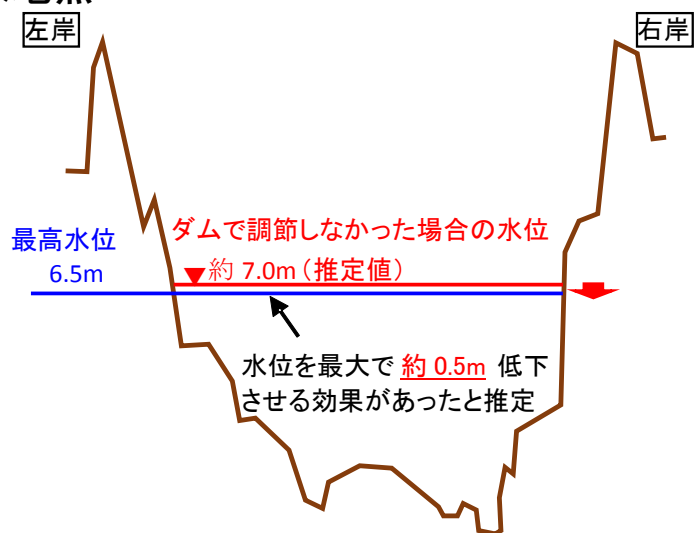 左岸
右岸
ダムで調節しなかった場合の水位
約 7.0m（推定値）
最高水位
6.5m
水位を最大で 約 0.5m 低下
させる効果があったと推定